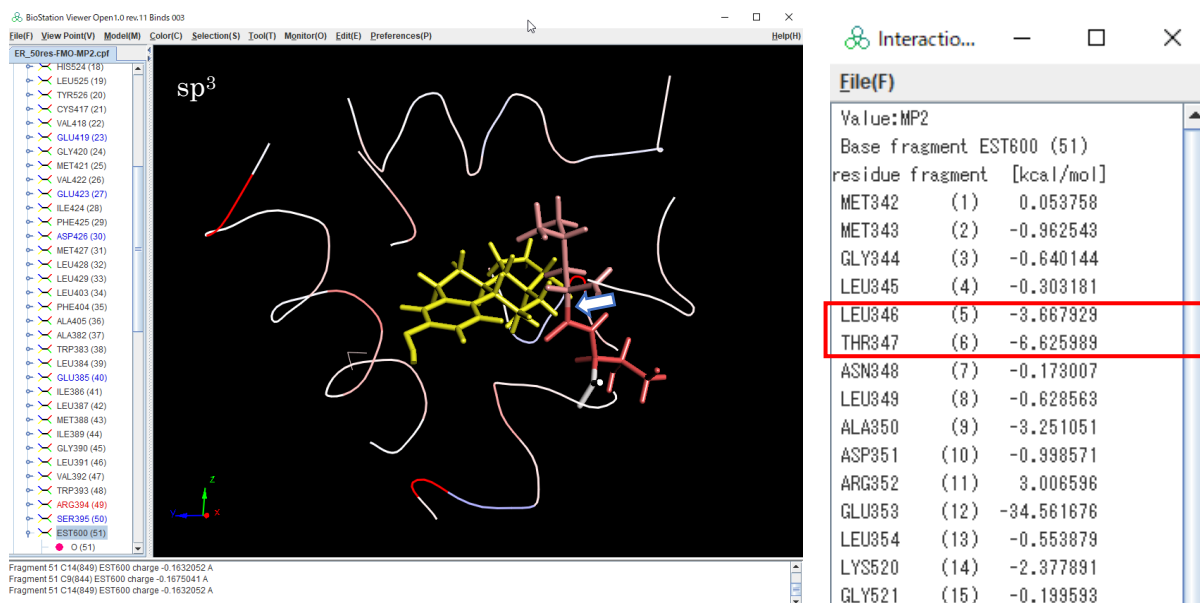 BioStation Viewer Open1.0 rev.11 Binds 003
File(F) View Point(V) Model(M) Color(C) Selection(S) Tool(T) Monitor(O) Edit(E) Preferences(P) Help(H)
ER_50res-FMO-MP2.cpf
HIS524 (18)
LEU525 (19)
TYR526 (20)
CYS417 (21)
VAL418 (22)
GLU419 (23)
GLY420 (24)
MET421 (25)
VAL422 (26)
GLU423 (27)
ILE424 (28)
PHE425 (29)
ASP426 (30)
MET427 (31)
LEU428 (32)
LEU429 (33)
LEU403 (34)
PHE404 (35)
ALA405 (36)
ALA382 (37)
TRP383 (38)
LEU384 (39)
GLU385 (40)
ILE386 (41)
LEU387 (42)
MET388 (43)
ILE389 (44)
GLY390 (45)
LEU391 (46)
VAL392 (47)
TRP393 (48)
ARG394 (49)
SER395 (50)
EST600 (51)
O (51)
sp³
Z
Y
X
Fragment 51 C14(849) EST600 charge -0.1632052 A
Fragment 51 C9(844) EST600 charge -0.1675041 A
Fragment 51 C14(849) EST600 charge -0.1632052 A
Interactio...
File(F)
Value:MP2
Base fragment EST600 (51)
residue fragment [kcal/mol]
MET342 (1) 0.053758
MET343 (2) -0.962543
GLY344 (3) -0.640144
LEU345 (4) -0.303181
LEU346 (5) -3.667929
THR347 (6) -6.625989
ASN348 (7) -0.173007
LEU349 (8) -0.628563
ALA350 (9) -3.251051
ASP351 (10) -0.998571
ARG352 (11) 3.006596
GLU353 (12) -34.561676
LEU354 (13) -0.553879
LYS520 (14) -2.377891
GLY521 (15) -0.199593